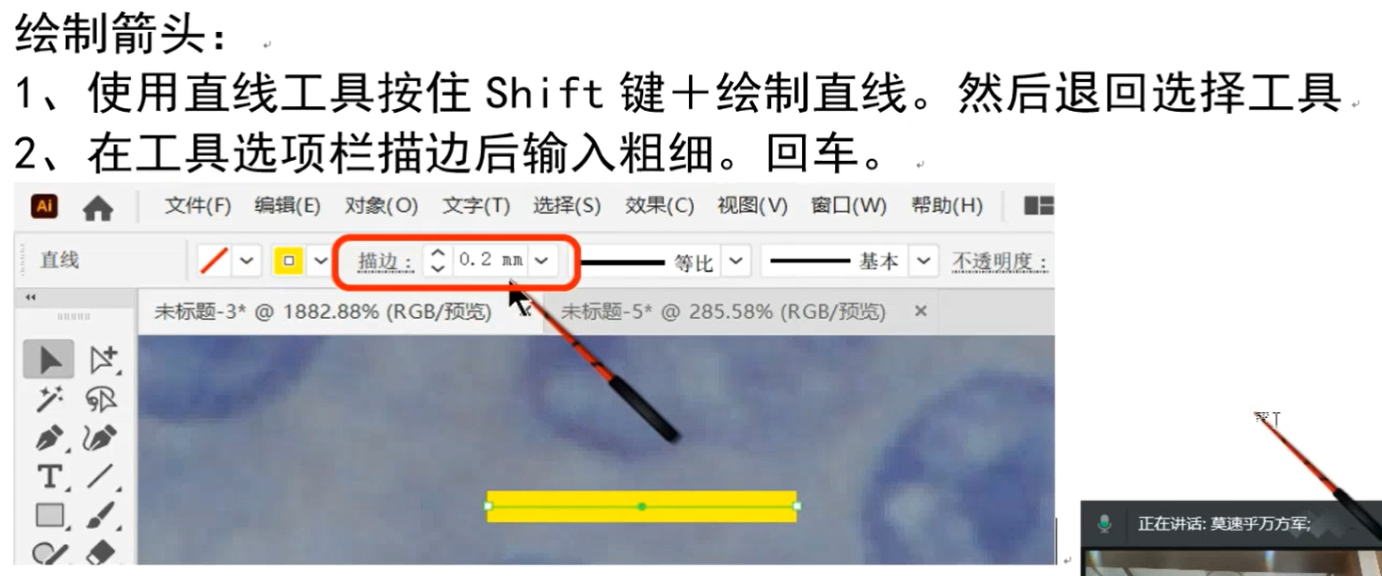 绘制箭头：
1、使用直线工具按住 Shift 键＋绘制直线。然后退回选择工具
2、在工具选项栏描边后输入粗细。回车。
Ai 文件(F) 编辑(E) 对象(O) 文字(T) 选择(S) 效果(C) 视图(V) 窗口(W) 帮助(H)
直线 描边： 0.2 mm 等比 基本 不透明度：
未标题-3* @ 1882.88% (RGB/预览) × 未标题-5* @ 285.58% (RGB/预览) ×
正在讲话: 莫速乎万方军;